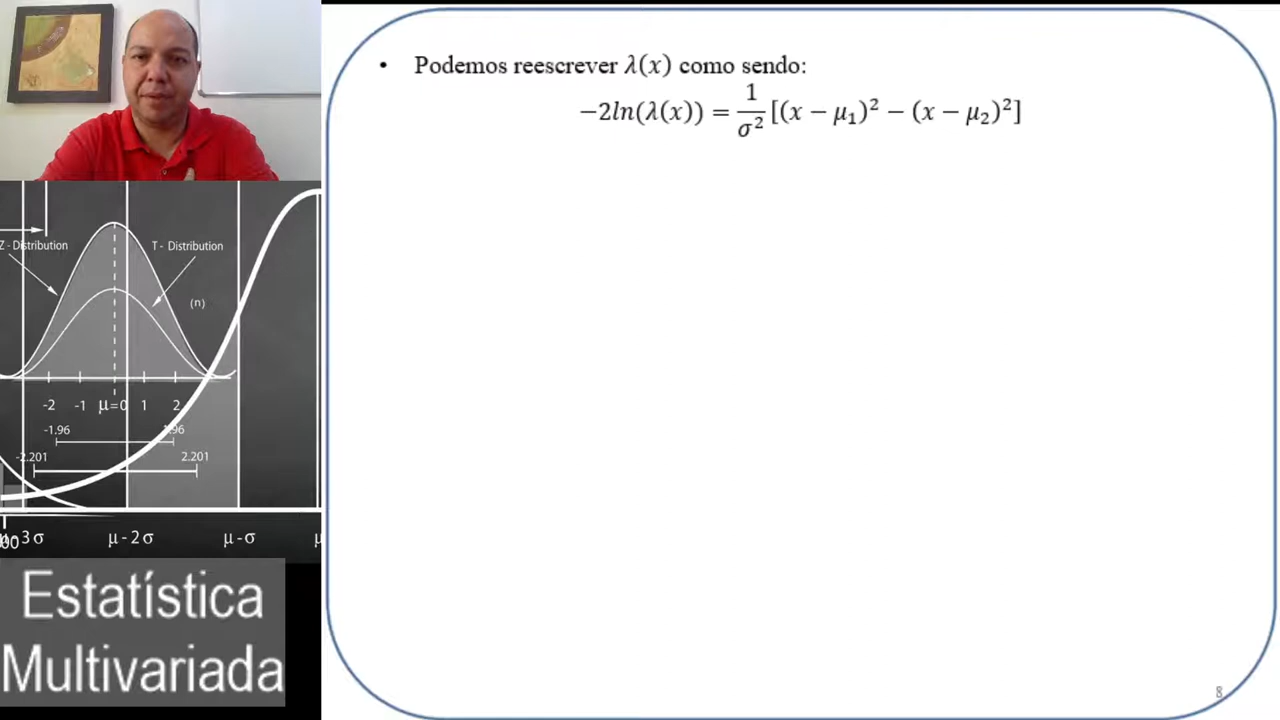 • Podemos reescrever λ(x) como sendo:
−2ln(λ(x)) = 1/σ² [(x − μ₁)² − (x − μ₂)²]
Z - Distribution
T - Distribution
(n)
-2 -1 μ=0 1 2
-1.96
-2.201 2.201
μ - 2σ μ - σ
Estatística
Multivariada
8